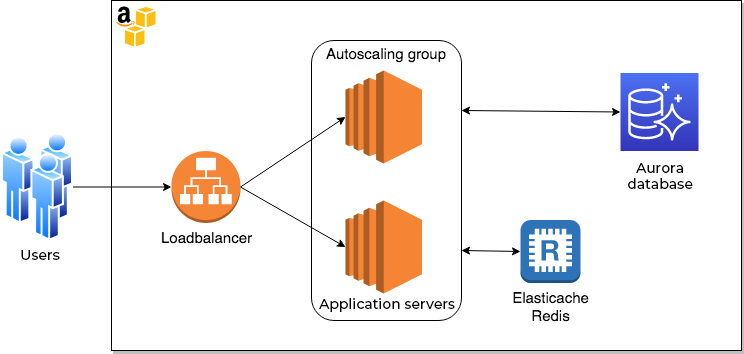 a
Autoscaling group
Users
Loadbalancer
Application servers
Aurora
database
R
Elasticache
Redis